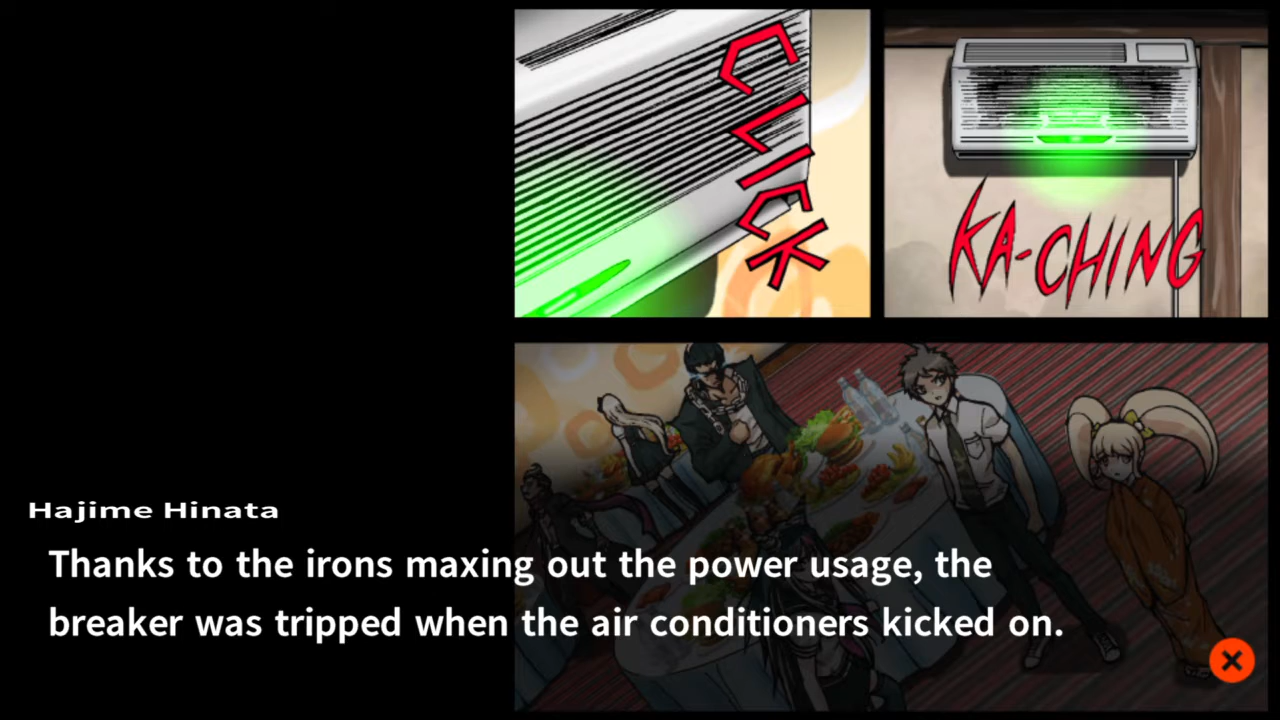 CLICK
KA-CHING
Hajime Hinata
Thanks to the irons maxing out the power usage, the
breaker was tripped when the air conditioners kicked on.